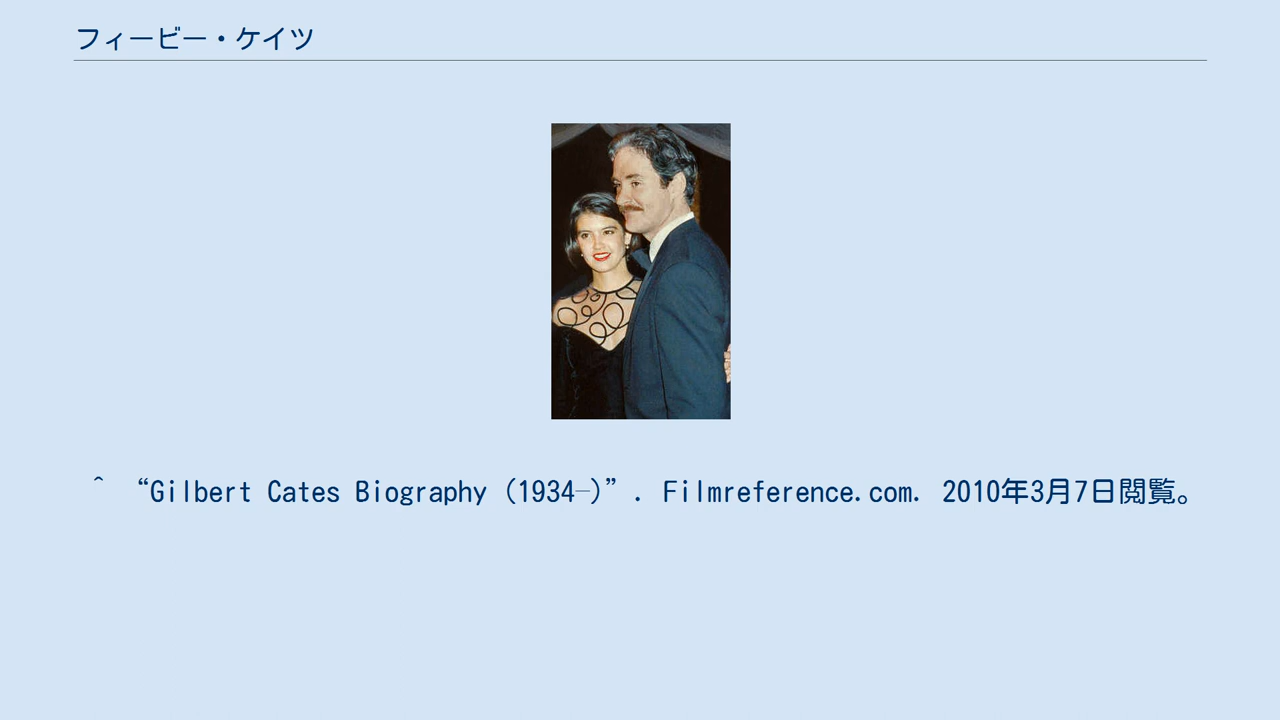 フィービー・ケイツ
^ “Gilbert Cates Biography (1934–)”. Filmreference.com. 2010年3月7日閲覧。